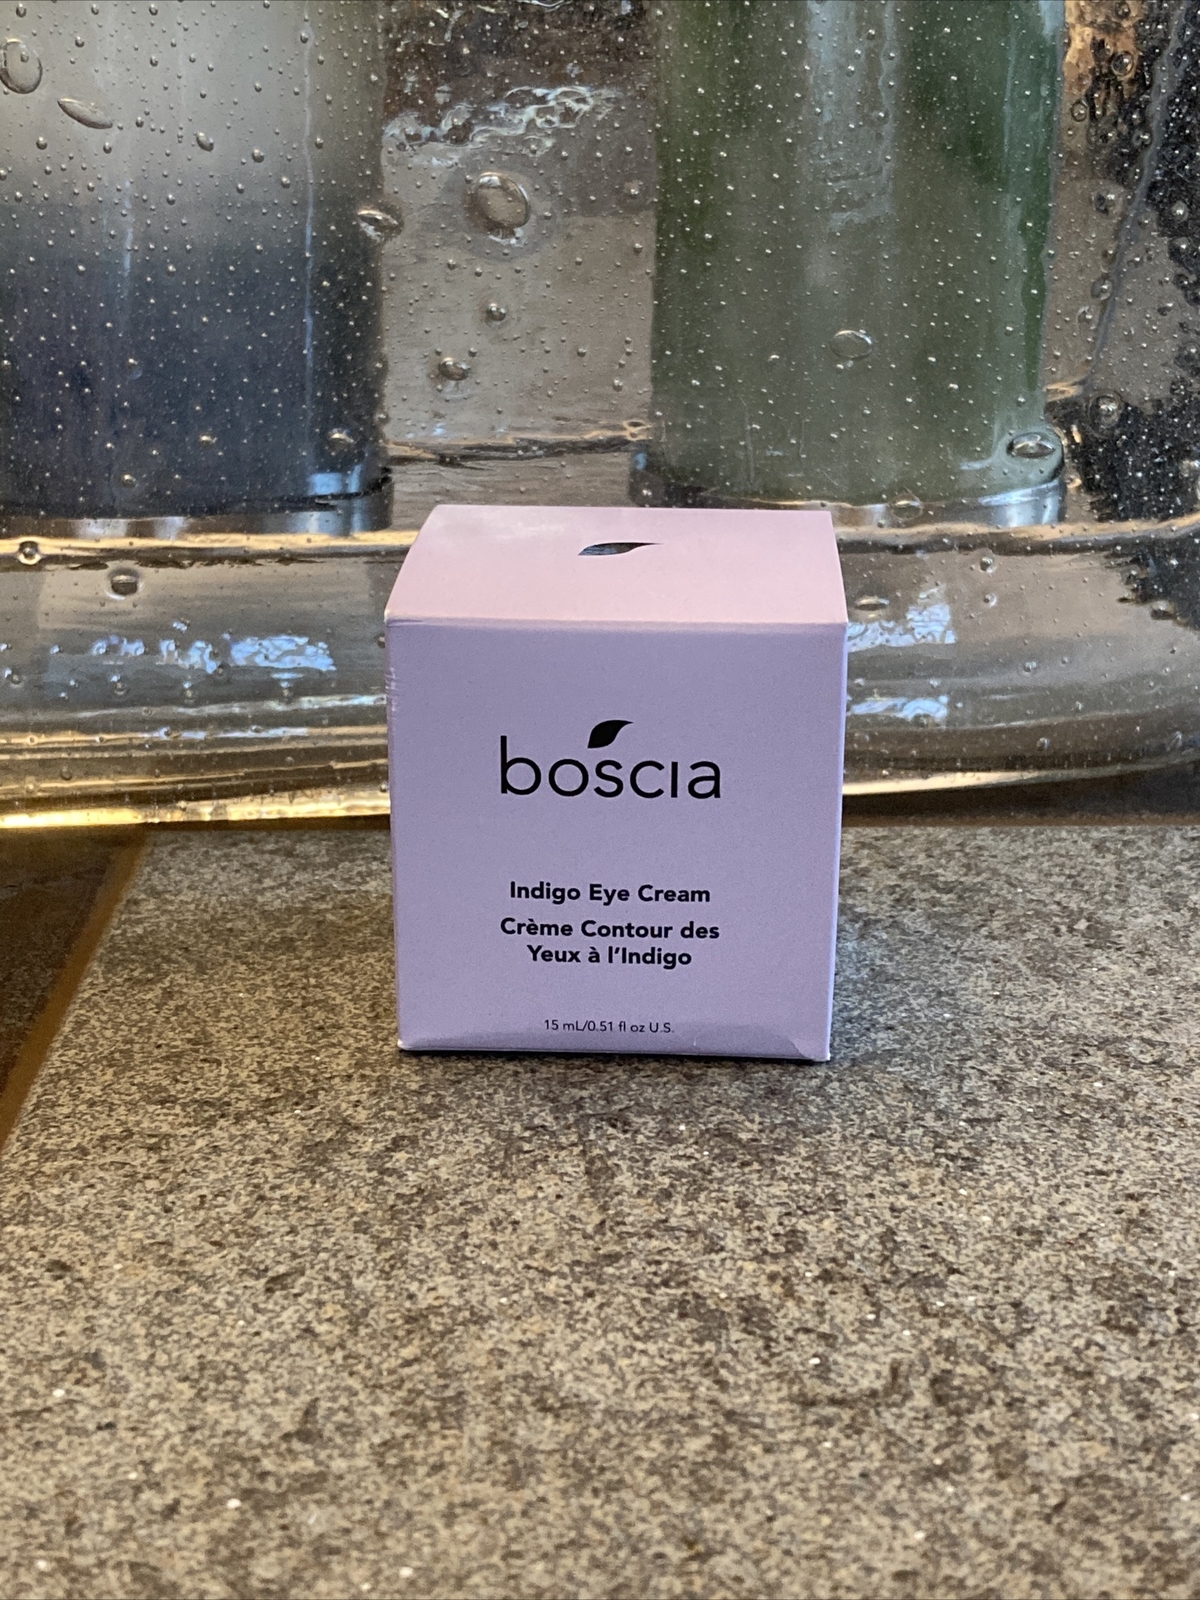 boscia
Indigo Eye Cream
Crème Contour des
Yeux à l'Indigo
15 mL/0.51 fl oz U.S.